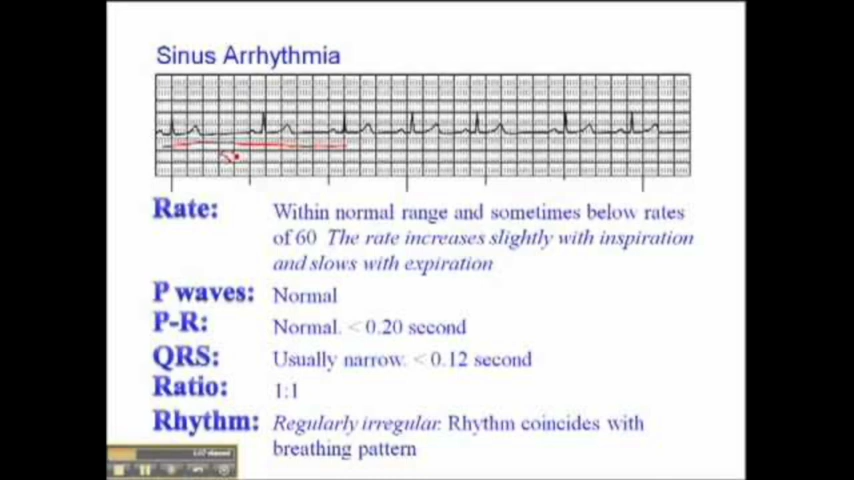 Sinus Arrhythmia
Rate: Within normal range and sometimes below rates
of 60 The rate increases slightly with inspiration
and slows with expiration
P waves: Normal
P-R: Normal. < 0.20 second
QRS: Usually narrow. < 0.12 second
Ratio: 1:1
Rhythm: Regularly irregular. Rhythm coincides with
breathing pattern